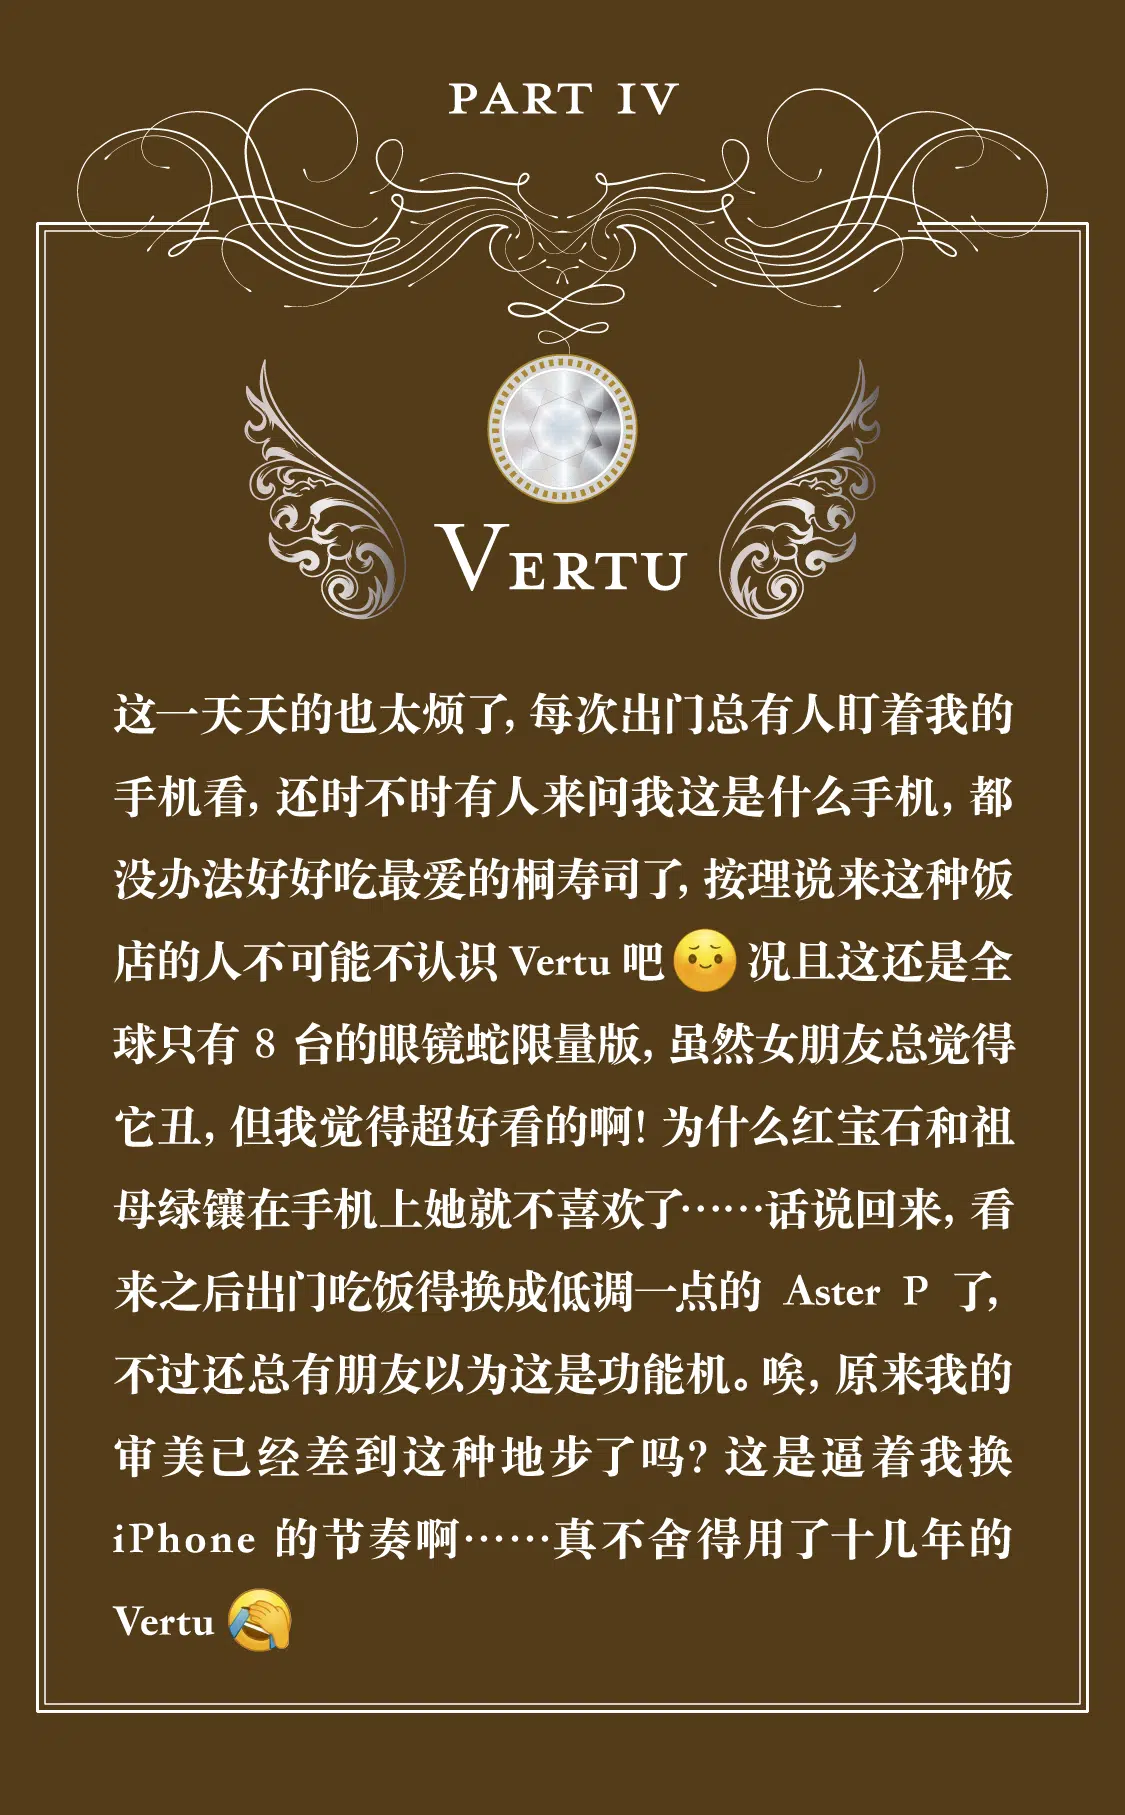 PART IV
VERTU
这一天天的也太烦了, 每次出门总有人盯着我的
手机看, 还时不时有人来问我这是什么手机, 都
没办法好好吃最爱的桐寿司了, 按理说来这种饭
店的人不可能不认识 Vertu 吧 况且这还是全
球只有 8 台的眼镜蛇限量版, 虽然女朋友总觉得
它丑, 但我觉得超好看的啊! 为什么红宝石和祖
母绿镶在手机上她就不喜欢了……话说回来, 看
来之后出门吃饭得换成低调一点的 Aster P 了,
不过还总有朋友以为这是功能机。唉, 原来我的
审美已经差到这种地步了吗? 这是逼着我换
iPhone 的节奏啊……真不舍得用了十几年的
Vertu